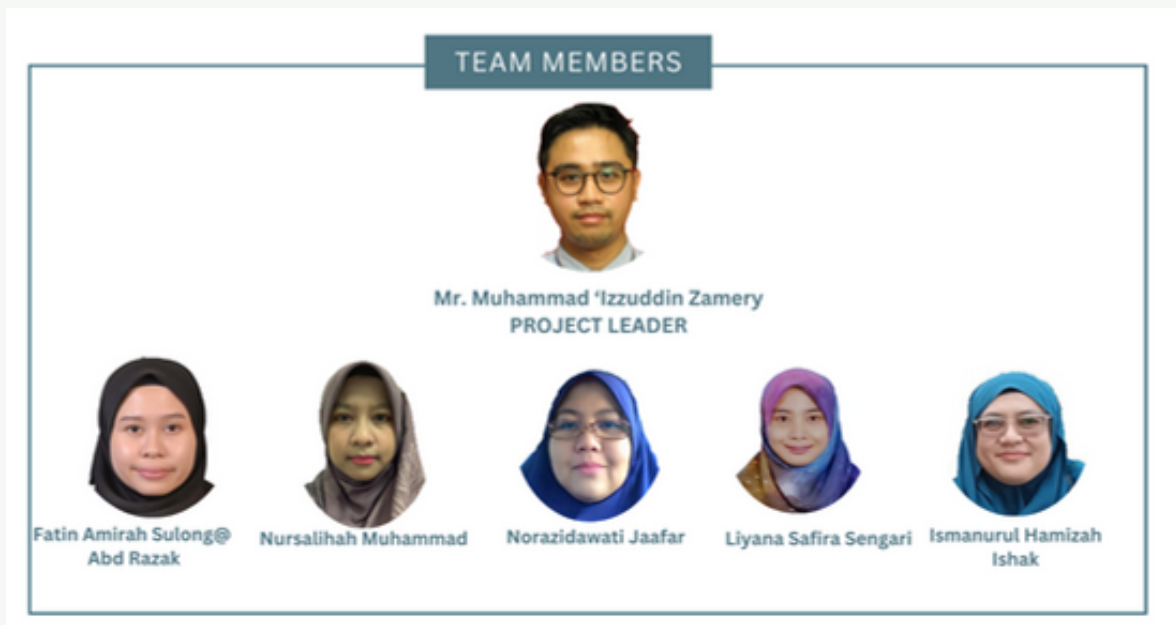 TEAM MEMBERS
Mr. Muhammad ‘Izzuddin Zamery
PROJECT LEADER
Fatin Amirah Sulong@
Abd Razak
Nursalihah Muhammad
Norazidawati Jaafar
Liyana Safira Sengari
Ismanurul Hamizah
Ishak